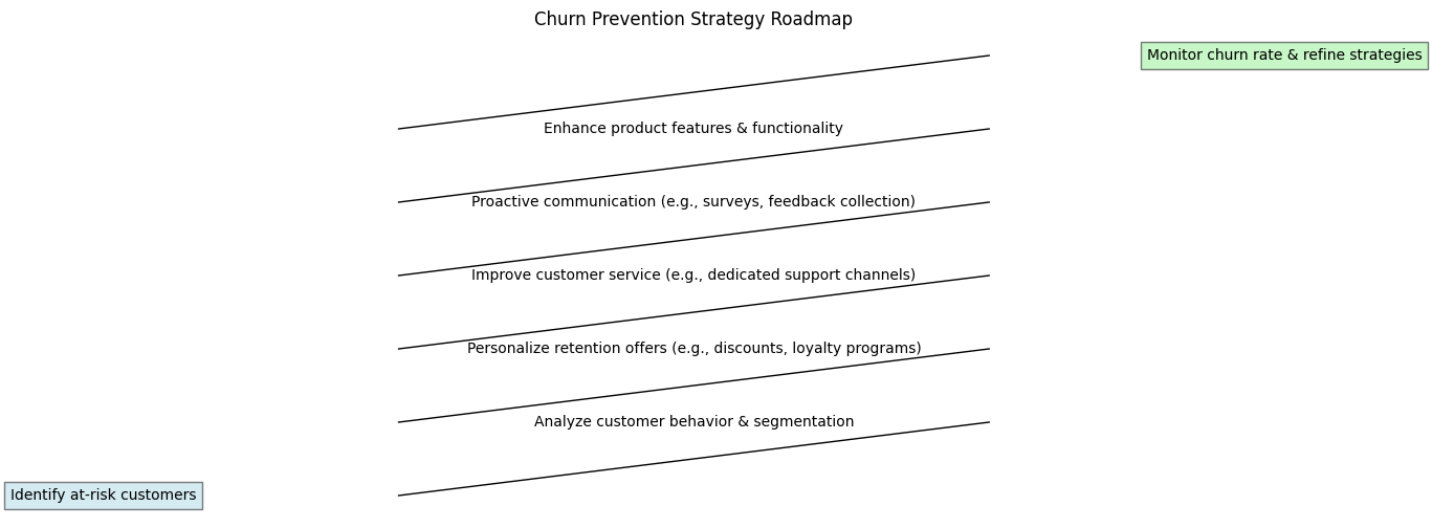 Churn Prevention Strategy Roadmap
Monitor churn rate & refine strategies
Enhance product features & functionality
Proactive communication (e.g., surveys, feedback collection)
Improve customer service (e.g., dedicated support channels)
Personalize retention offers (e.g., discounts, loyalty programs)
Analyze customer behavior & segmentation
Identify at-risk customers